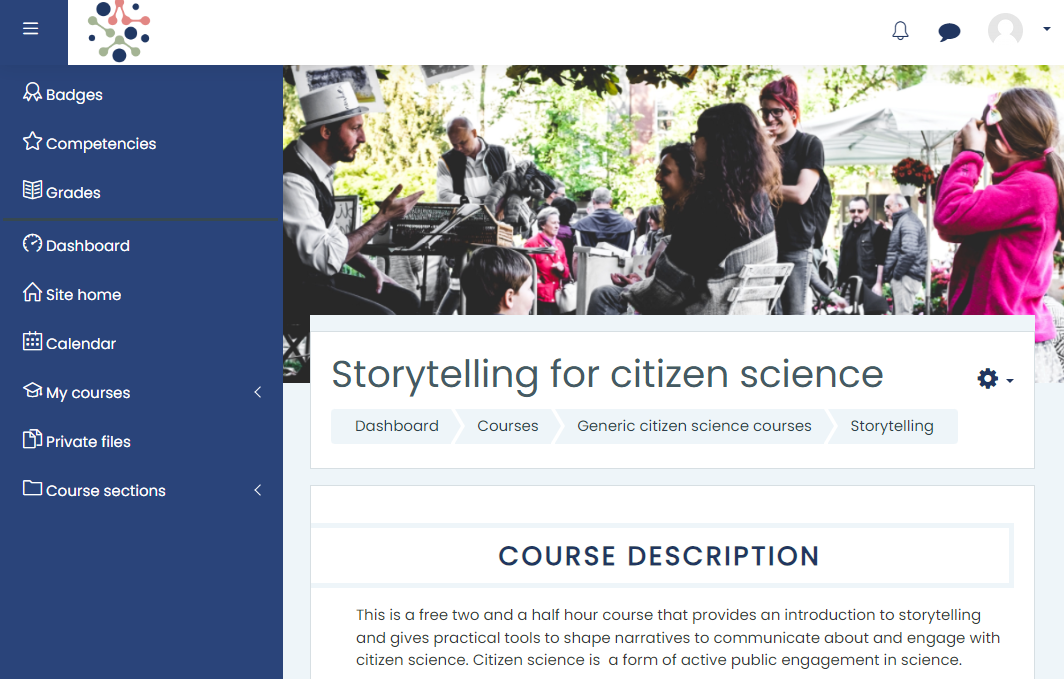 Badges
Competencies
Grades
Dashboard
Site home
Calendar
My courses
Private files
Course sections
Storytelling for citizen science
Dashboard Courses Generic citizen science courses Storytelling
COURSE DESCRIPTION
This is a free two and a half hour course that provides an introduction to storytelling
and gives practical tools to shape narratives to communicate about and engage with
citizen science. Citizen science is  a form of active public engagement in science.